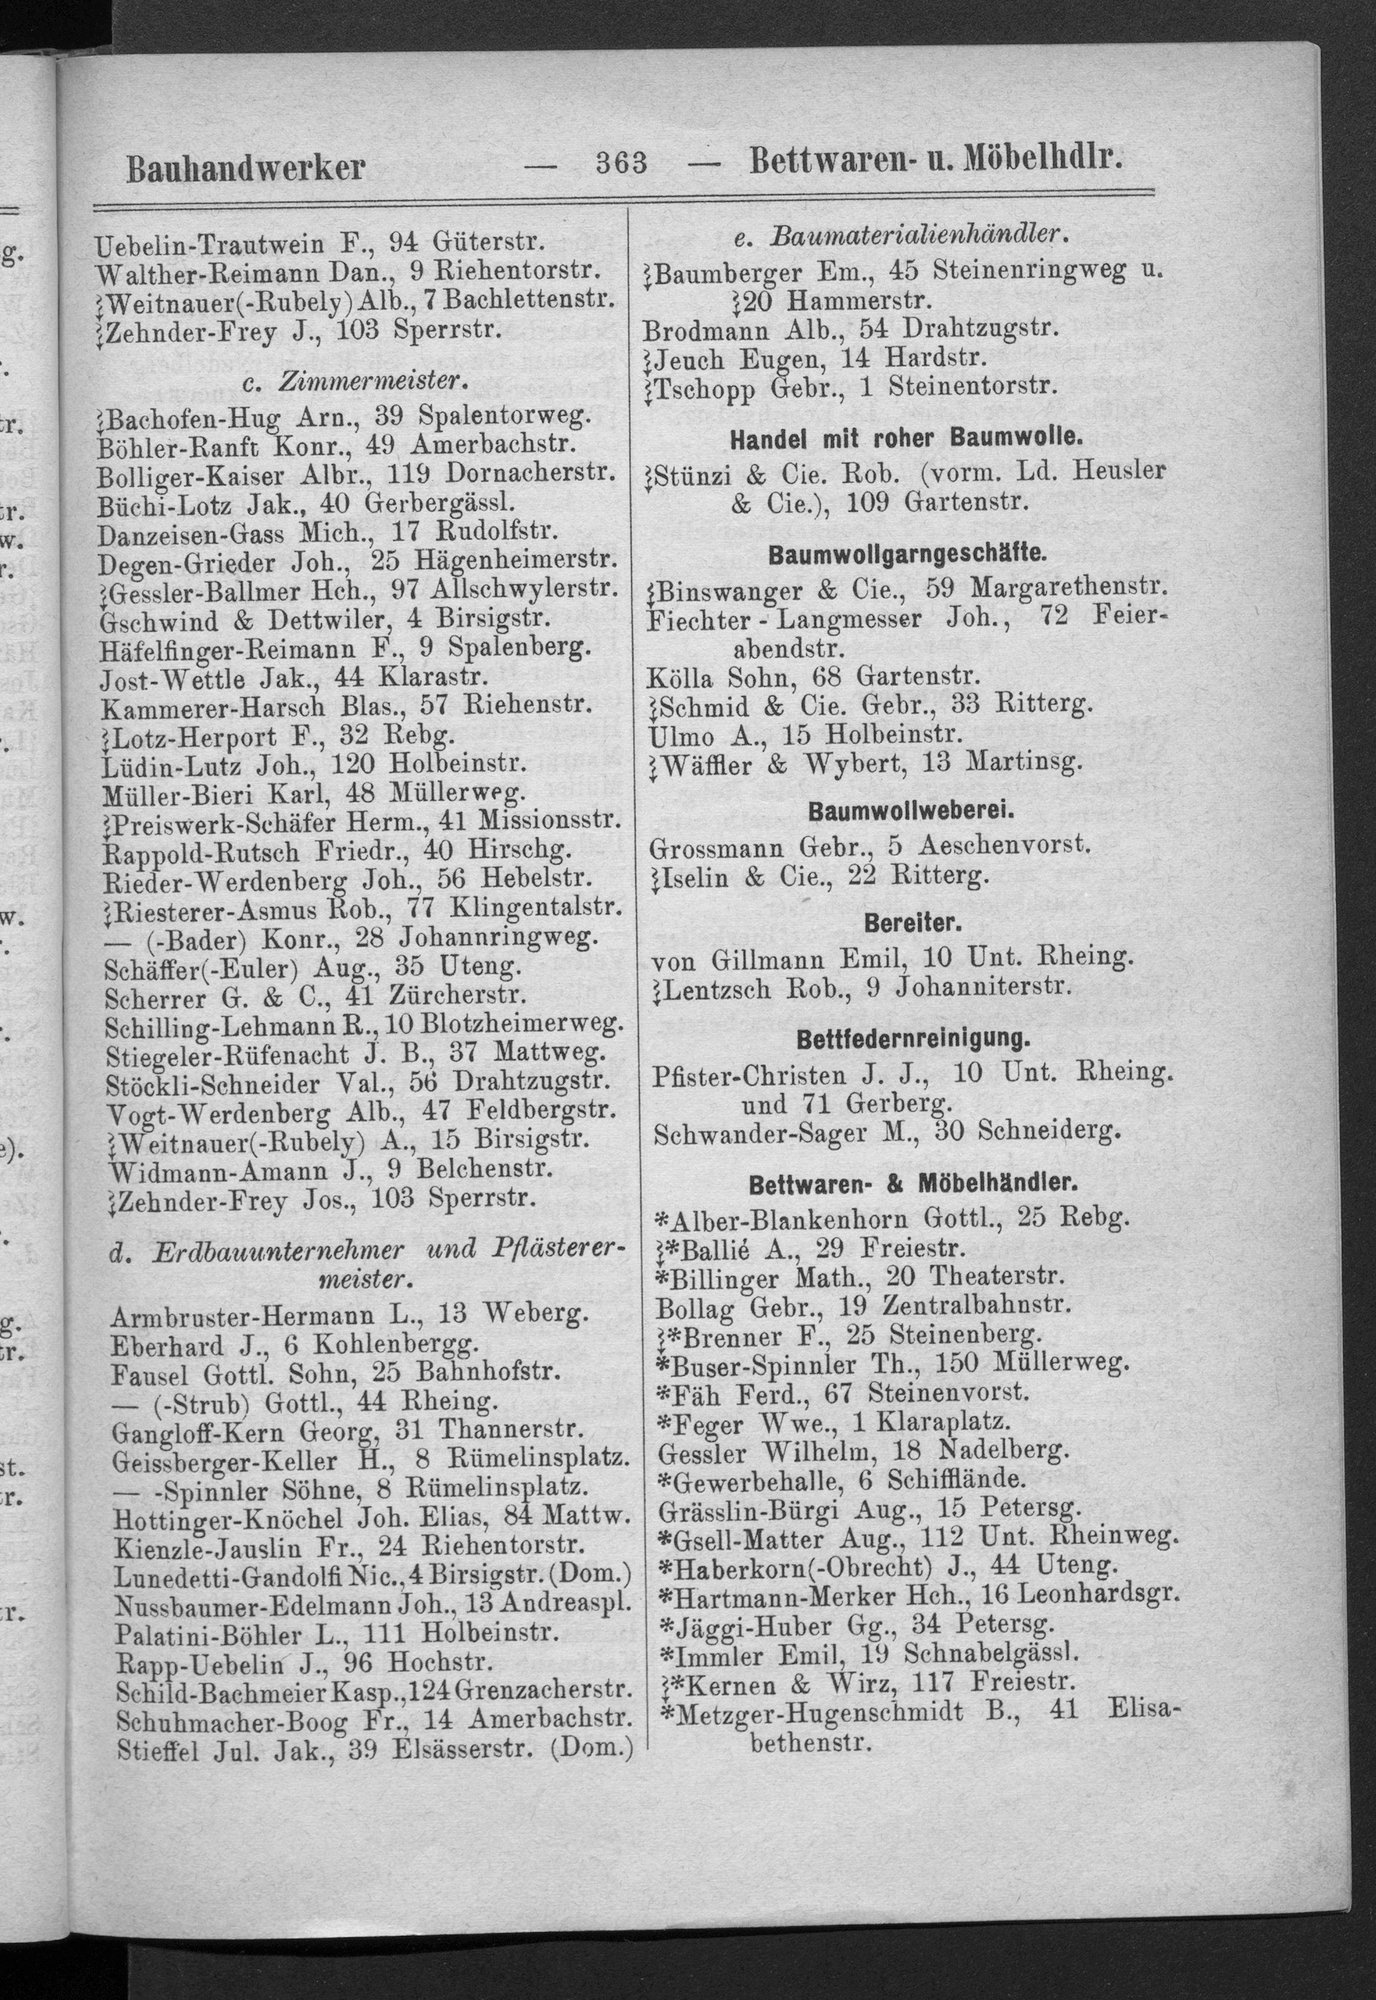 Bauhandwerker — 363 — Bettwaren- u. Möbelhdlr.
Uebelin-Trautwein F., 94 Güterstr.
Walther-Reimann Dan., 9 Riehentorstr.
⸾Weitnauer(-Rubely) Alb., 7 Bachlettenstr.
⸾Zehnder-Frey J., 103 Sperrstr.
c. Zimmermeister.
⸾Bachofen-Hug Arn., 39 Spalentorweg.
Böhler-Ranft Konr., 49 Amerbachstr.
Bolliger-Kaiser Albr., 119 Dornacherstr.
Büchi-Lotz Jak., 40 Gerbergässl.
Danzeisen-Gass Mich., 17 Rudolfstr.
Degen-Grieder Joh., 25 Hägenheimerstr.
⸾Gessler-Ballmer Hch., 97 Allschwylerstr.
Gschwind & Dettwiler, 4 Birsigstr.
Häfelfinger-Reimann F., 9 Spalenberg.
Jost-Wettle Jak., 44 Klarastr.
Kammerer-Harsch Blas., 57 Riehenstr.
⸾Lotz-Herport F., 32 Rebg.
Lüdin-Lutz Joh., 120 Holbeinstr.
Müller-Bieri Karl, 48 Müllerweg.
⸾Preiswerk-Schäfer Herm., 41 Missionsstr.
Rappold-Rutsch Friedr., 40 Hirschg.
Rieder-Werdenberg Joh., 56 Hebelstr.
⸾Riesterer-Asmus Rob., 77 Klingentalstr.
— (-Bader) Konr., 28 Johannringweg.
Schäffer(-Euler) Aug., 35 Uteng.
Scherrer G. & C., 41 Zürcherstr.
Schilling-Lehmann R., 10 Blotzheimerweg.
Stiegeler-Rüfenacht J. B., 37 Mattweg.
Stöckli-Schneider Val., 56 Drahtzugstr.
Vogt-Werdenberg Alb., 47 Feldbergstr.
⸾Weitnauer(-Rubely) A., 15 Birsigstr.
Widmann-Amann J., 9 Belchenstr.
⸾Zehnder-Frey Jos., 103 Sperrstr.
d. Erdbauunternehmer und Pflästerer-
meister.
Armbruster-Hermann L., 13 Weberg.
Eberhard J., 6 Kohlenbergg.
Fausel Gottl. Sohn, 25 Bahnhofstr.
— (-Strub) Gottl., 44 Rheing.
Gangloff-Kern Georg, 31 Thannerstr.
Geissberger-Keller H., 8 Rümelinsplatz.
— -Spinnler Söhne, 8 Rümelinsplatz.
Hottinger-Knöchel Joh. Elias, 84 Mattw.
Kienzle-Jauslin Fr., 24 Riehentorstr.
Lunedetti-Gandolfi Nic., 4 Birsigstr. (Dom.)
Nussbaumer-Edelmann Joh., 13 Andreaspl.
Palatini-Böhler L., 111 Holbeinstr.
Rapp-Uebelin J., 96 Hochstr.
Schild-Bachmeier Kasp., 124 Grenzacherstr.
Schuhmacher-Boog Fr., 14 Amerbachstr.
Stieffel Jul. Jak., 39 Elsässerstr. (Dom.)
e. Baumaterialienhändler.
⸾Baumberger Em., 45 Steinenringweg u.
⸾20 Hammerstr.
Brodmann Alb., 54 Drahtzugstr.
⸾Jeuch Eugen, 14 Hardstr.
⸾Tschopp Gebr., 1 Steinentorstr.
Handel mit roher Baumwolle.
⸾Stünzi & Cie. Rob. (vorm. Ld. Heusler
& Cie.), 109 Gartenstr.
Baumwollgarngeschäfte.
⸾Binswanger & Cie., 59 Margarethenstr.
Fiechter - Langmesser Joh., 72 Feier-
abendstr.
Kölla Sohn, 68 Gartenstr.
⸾Schmid & Cie. Gebr., 33 Ritterg.
Ulmo A., 15 Holbeinstr.
⸾Wäffler & Wybert, 13 Martinsg.
Baumwollweberei.
Grossmann Gebr., 5 Aeschenvorst.
⸾Iselin & Cie., 22 Ritterg.
Bereiter.
von Gillmann Emil, 10 Unt. Rheing.
⸾Lentzsch Rob., 9 Johanniterstr.
Bettfedernreinigung.
Pfister-Christen J. J., 10 Unt. Rheing.
und 71 Gerberg.
Schwander-Sager M., 30 Schneiderg.
Bettwaren- & Möbelhändler.
*Alber-Blankenhorn Gottl., 25 Rebg.
⸾*Ballié A., 29 Freiestr.
*Billinger Math., 20 Theaterstr.
Bollag Gebr., 19 Zentralbahnstr.
⸾*Brenner F., 25 Steinenberg.
*Buser-Spinnler Th., 150 Müllerweg.
*Fäh Ferd., 67 Steinenvorst.
*Feger Wwe., 1 Klaraplatz.
Gessler Wilhelm, 18 Nadelberg.
*Gewerbehalle, 6 Schifflände.
Grässlin-Bürgi Aug., 15 Petersg.
*Gsell-Matter Aug., 112 Unt. Rheinweg.
*Haberkorn(-Obrecht) J., 44 Uteng.
*Hartmann-Merker Hch., 16 Leonhardsgr.
*Jäggi-Huber Gg., 34 Petersg.
*Immler Emil, 19 Schnabelgässl.
⸾*Kernen & Wirz, 117 Freiestr.
*Metzger-Hugenschmidt B., 41 Elisa-
bethenstr.